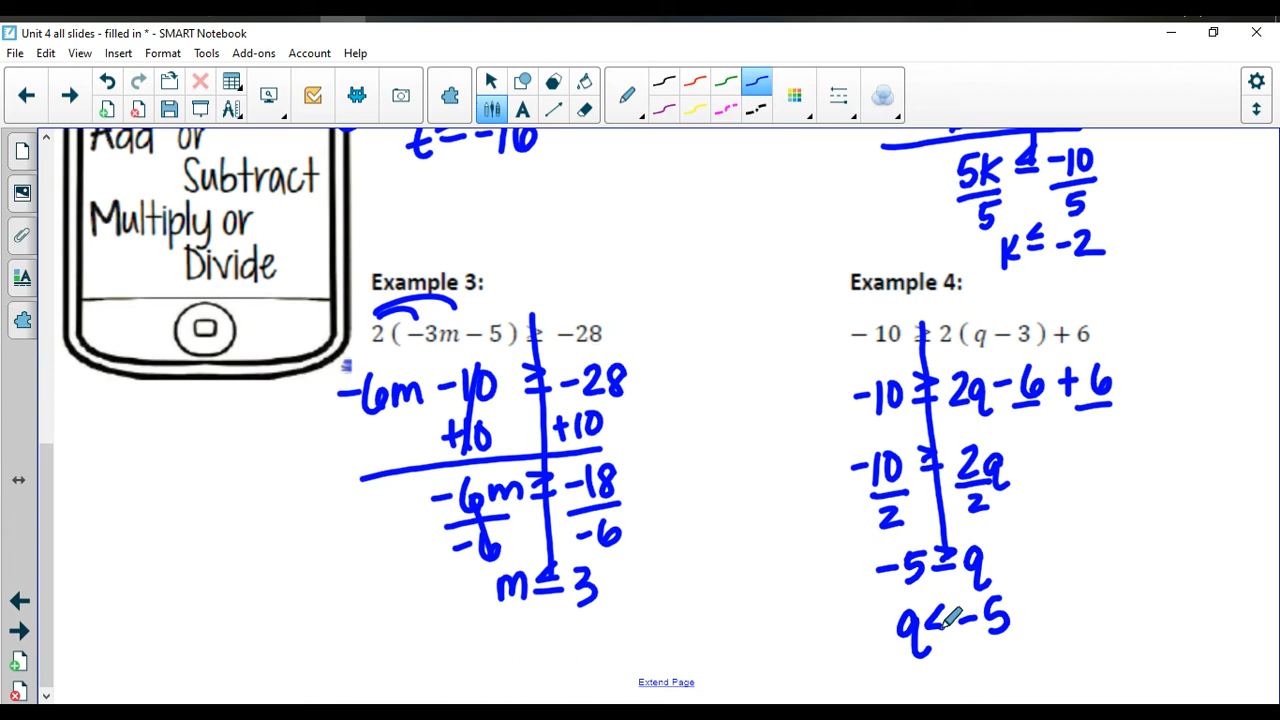 Unit 4 all slides - filled in * - SMART Notebook
File Edit View Insert Format Tools Add-ons Account Help
Add or
Subtract
Multiply or
Divide
t ≥ -16
5k ≤ -10
5 5
k ≤ -2
Example 3:
2 ( −3m − 5 ) ≥ −28
-6m -10 ≥ -28
+10 +10
-6m ≥ -18
-6 -6
m ≤ 3
Example 4:
− 10 ≥ 2 ( q − 3 ) + 6
-10 ≥ 2q - 6 + 6
-10 ≥ 2q
2 2
-5 ≥ q
q < -5
Extend Page